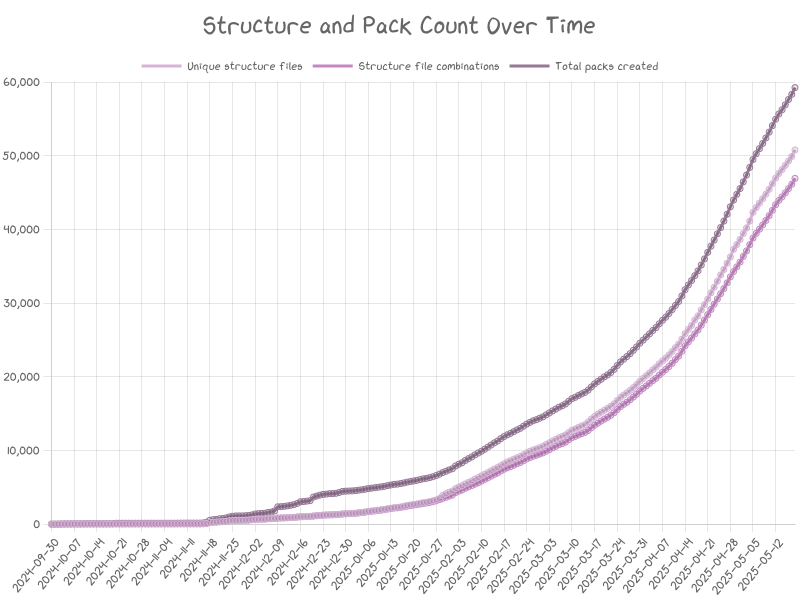 Structure and Pack Count Over Time
Unique structure files Structure file combinations Total packs created
60,000
50,000
40,000
30,000
20,000
10,000
0
2024-09-30 2024-10-07 2024-10-14 2024-10-21 2024-10-28 2024-11-04 2024-11-11 2024-11-18 2024-11-25 2024-12-02 2024-12-09 2024-12-16 2024-12-23 2024-12-30 2025-01-06 2025-01-13 2025-01-20 2025-01-27 2025-02-03 2025-02-10 2025-02-17 2025-02-24 2025-03-03 2025-03-10 2025-03-17 2025-03-24 2025-03-31 2025-04-07 2025-04-14 2025-04-21 2025-04-28 2025-05-05 2025-05-12